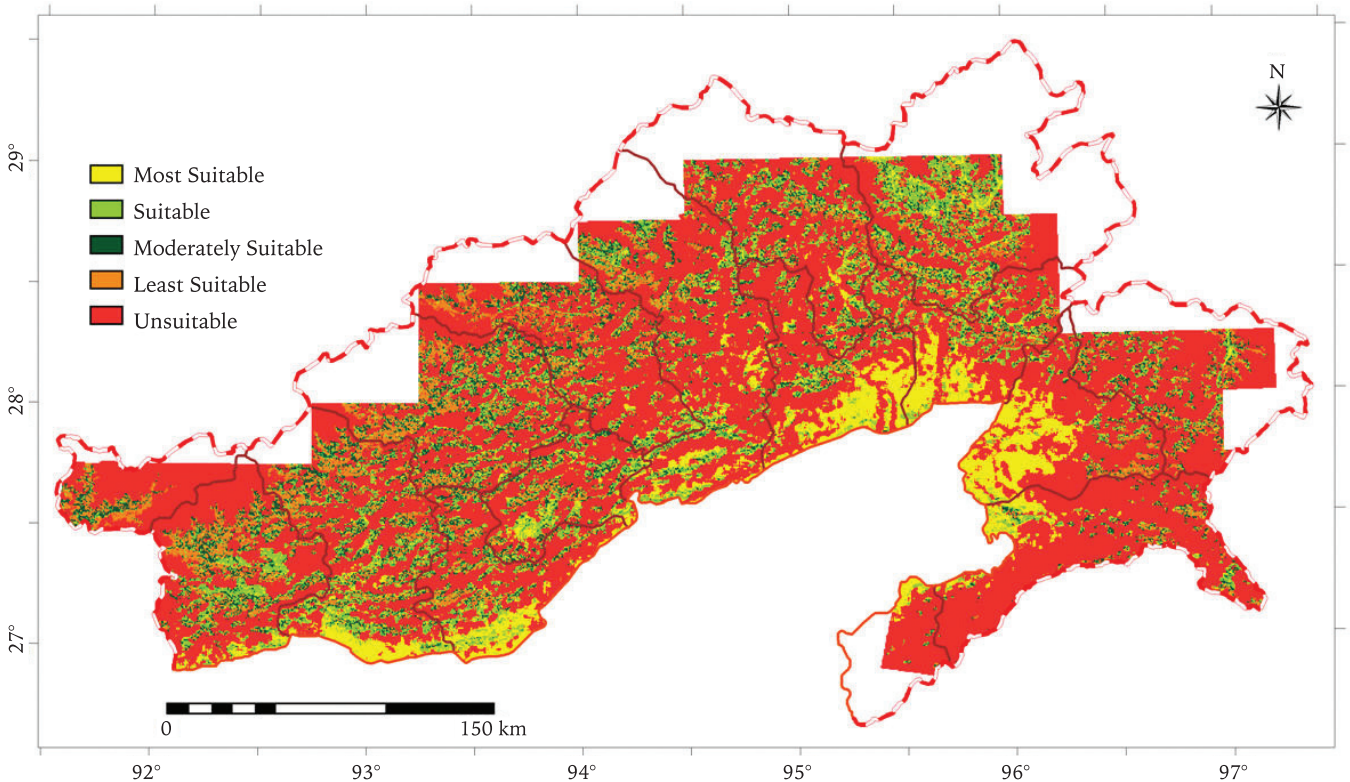 N
29°
28°
27°
Most Suitable
Suitable
Moderately Suitable
Least Suitable
Unsuitable
0 150 km
92° 93° 94° 95° 96° 97°